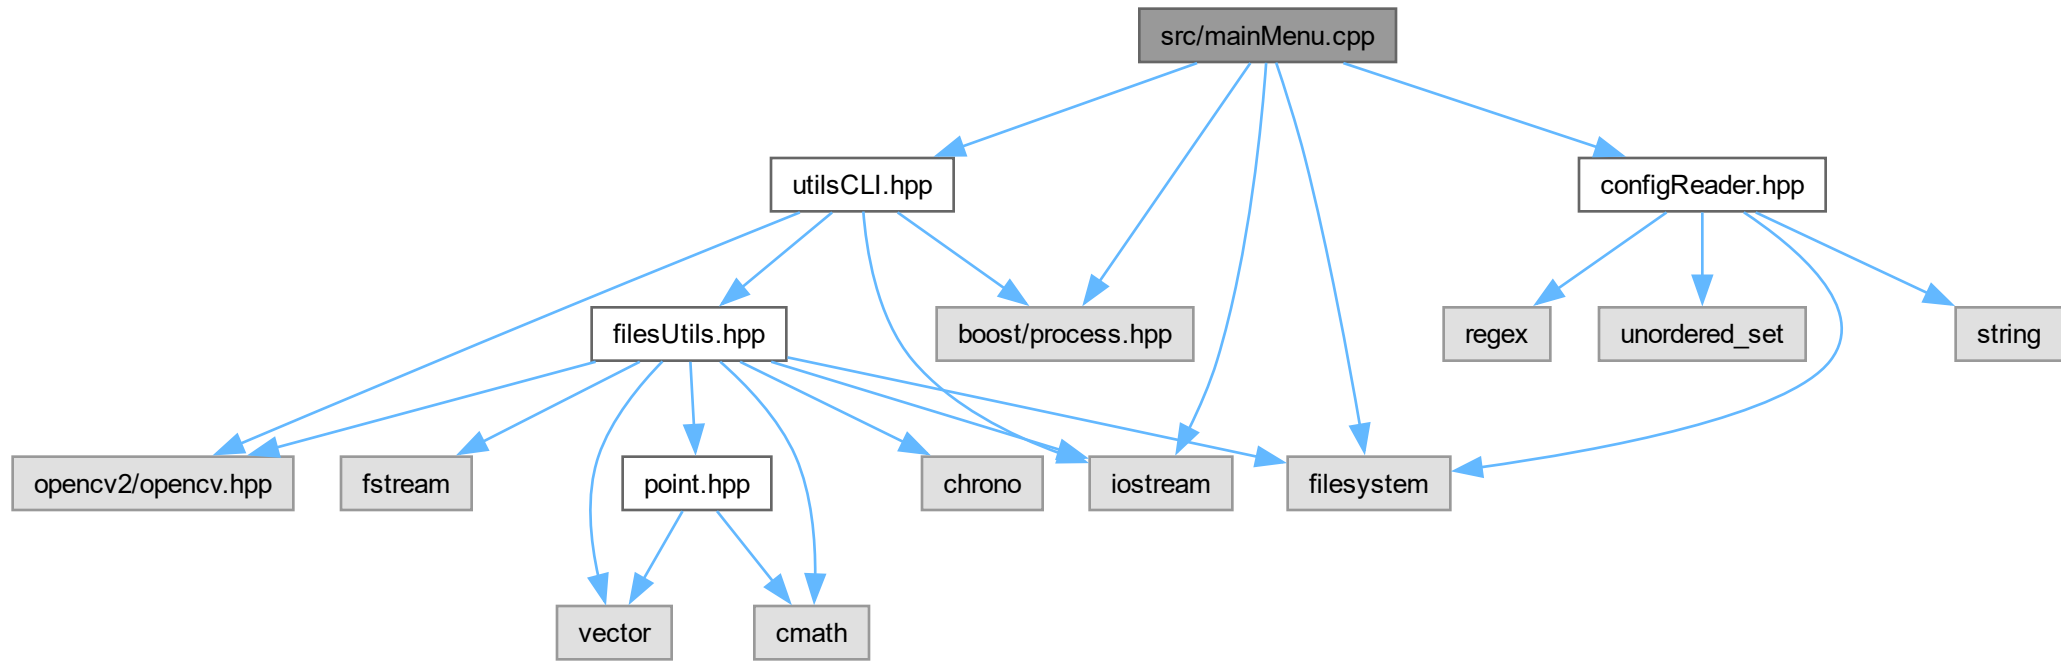 src/mainMenu.cpp
utilsCLI.hpp
configReader.hpp
filesUtils.hpp
boost/process.hpp
regex
unordered_set
string
opencv2/opencv.hpp
fstream
point.hpp
chrono
iostream
filesystem
vector
cmath